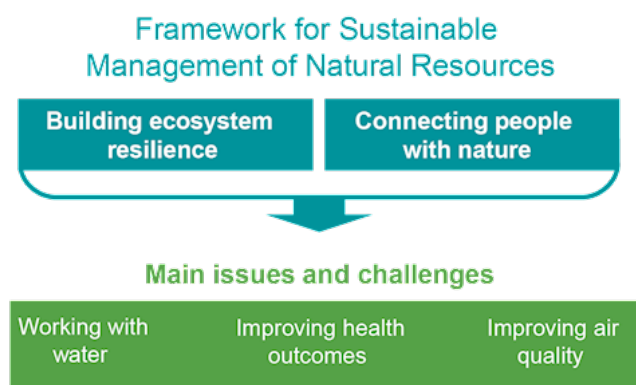 Framework for Sustainable
Management of Natural Resources
Building ecosystem
resilience
Connecting people
with nature
Main issues and challenges
Working with
water
Improving health
outcomes
Improving air
quality